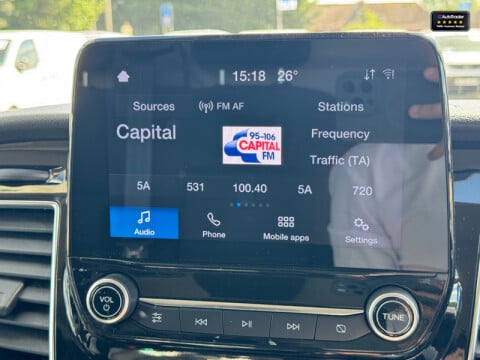 AutoTrader
15:18 26°
Sources FM AF Stations
Capital
95-106
CAPITAL
FM
Frequency
Traffic (TA)
5A 531 100.40 5A 720
Audio Phone Mobile apps Settings
VOL TUNE